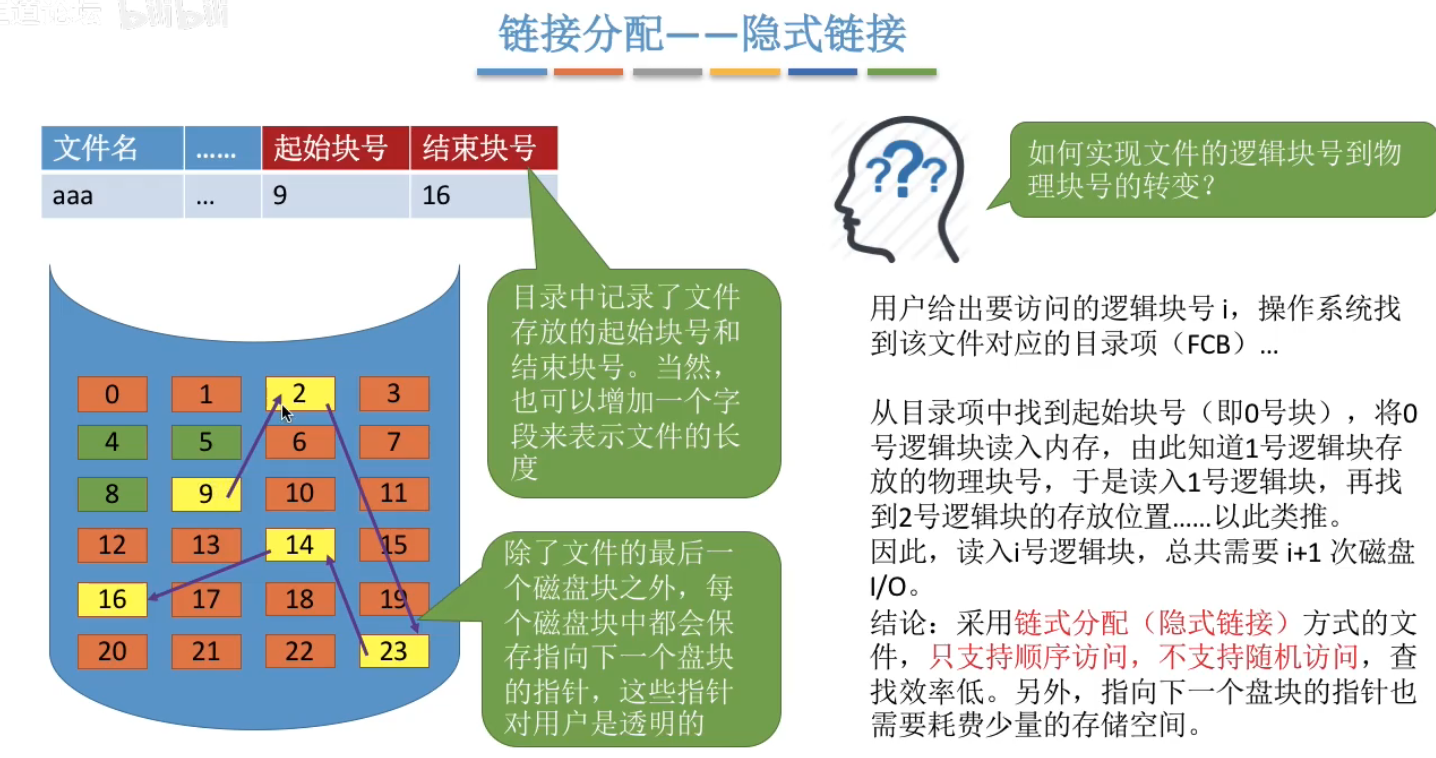 王道论坛 bilibili
链接分配——隐式链接
文件名 …… 起始块号 结束块号
aaa … 9 16
目录中记录了文件
存放的起始块号和
结束块号。当然，
也可以增加一个字
段来表示文件的长
度
0 1 2 3
4 5 6 7
8 9 10 11
12 13 14 15
16 17 18 19
20 21 22 23
除了文件的最后一
个磁盘块之外，每
个磁盘块中都会保
存指向下一个盘块
的指针，这些指针
对用户是透明的
???
如何实现文件的逻辑块号到物
理块号的转变？
用户给出要访问的逻辑块号 i，操作系统找
到该文件对应的目录项（FCB）…
从目录项中找到起始块号（即0号块），将0
号逻辑块读入内存，由此知道1号逻辑块存
放的物理块号，于是读入1号逻辑块，再找
到2号逻辑块的存放位置……以此类推。
因此，读入i号逻辑块，总共需要 i+1 次磁盘
I/O。
结论：采用链式分配（隐式链接）方式的文
件，只支持顺序访问，不支持随机访问，查
找效率低。另外，指向下一个盘块的指针也
需要耗费少量的存储空间。